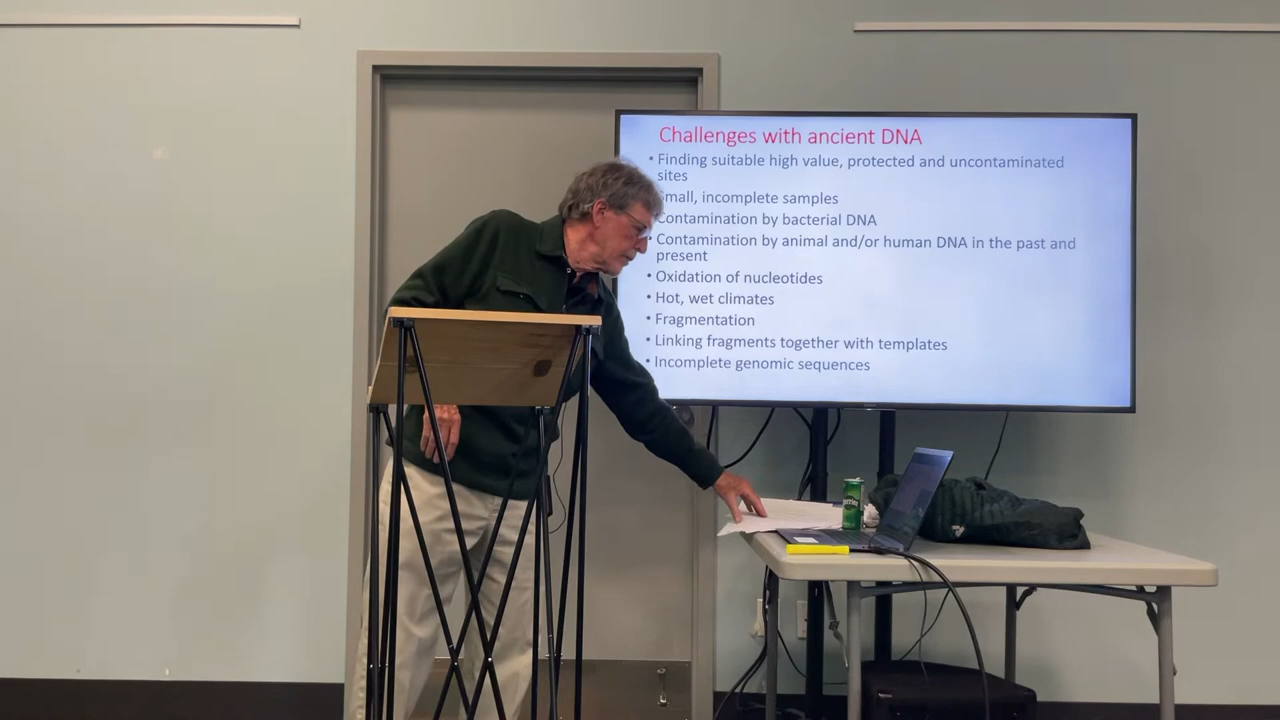 Challenges with ancient DNA
• Finding suitable high value, protected and uncontaminated
sites
Small, incomplete samples
Contamination by bacterial DNA
• Contamination by animal and/or human DNA in the past and
present
• Oxidation of nucleotides
• Hot, wet climates
• Fragmentation
• Linking fragments together with templates
• Incomplete genomic sequences
perrier